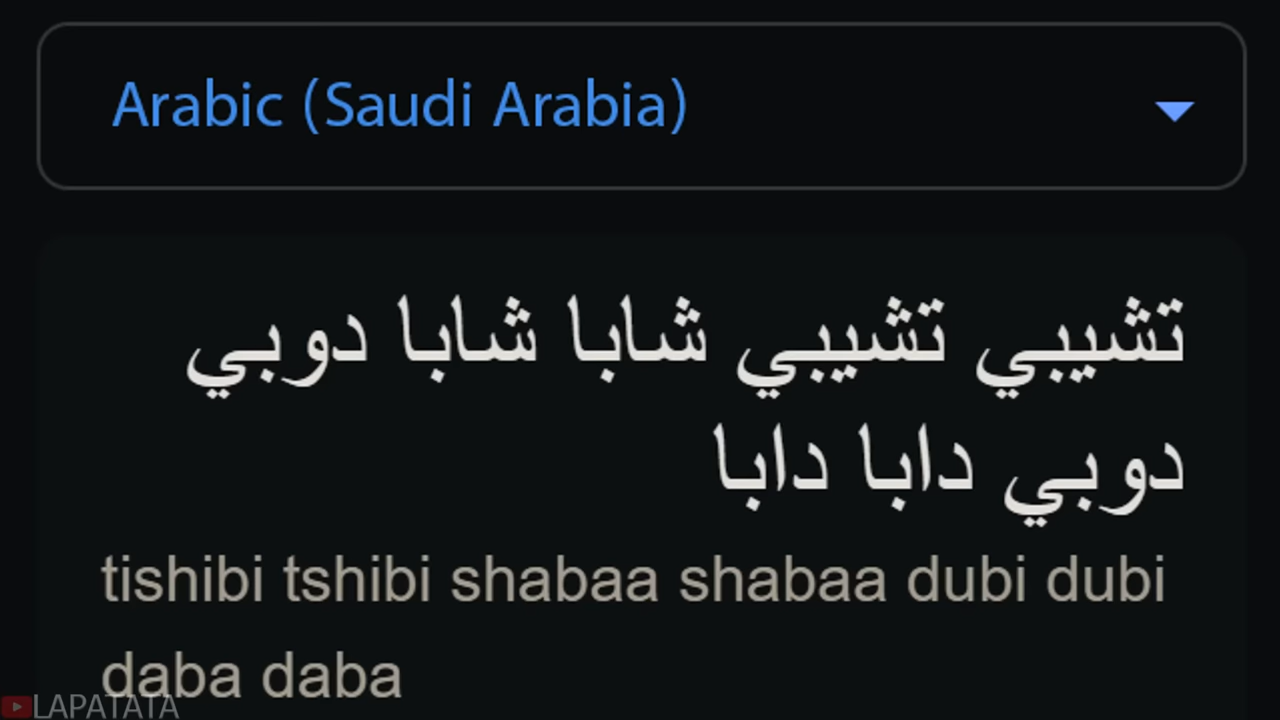 Arabic (Saudi Arabia)
تشيبي تشيبي شابا شابا دوبي
دوبي دابا دابا
tishibi tshibi shabaa shabaa dubi dubi
daba daba
LAPATATA